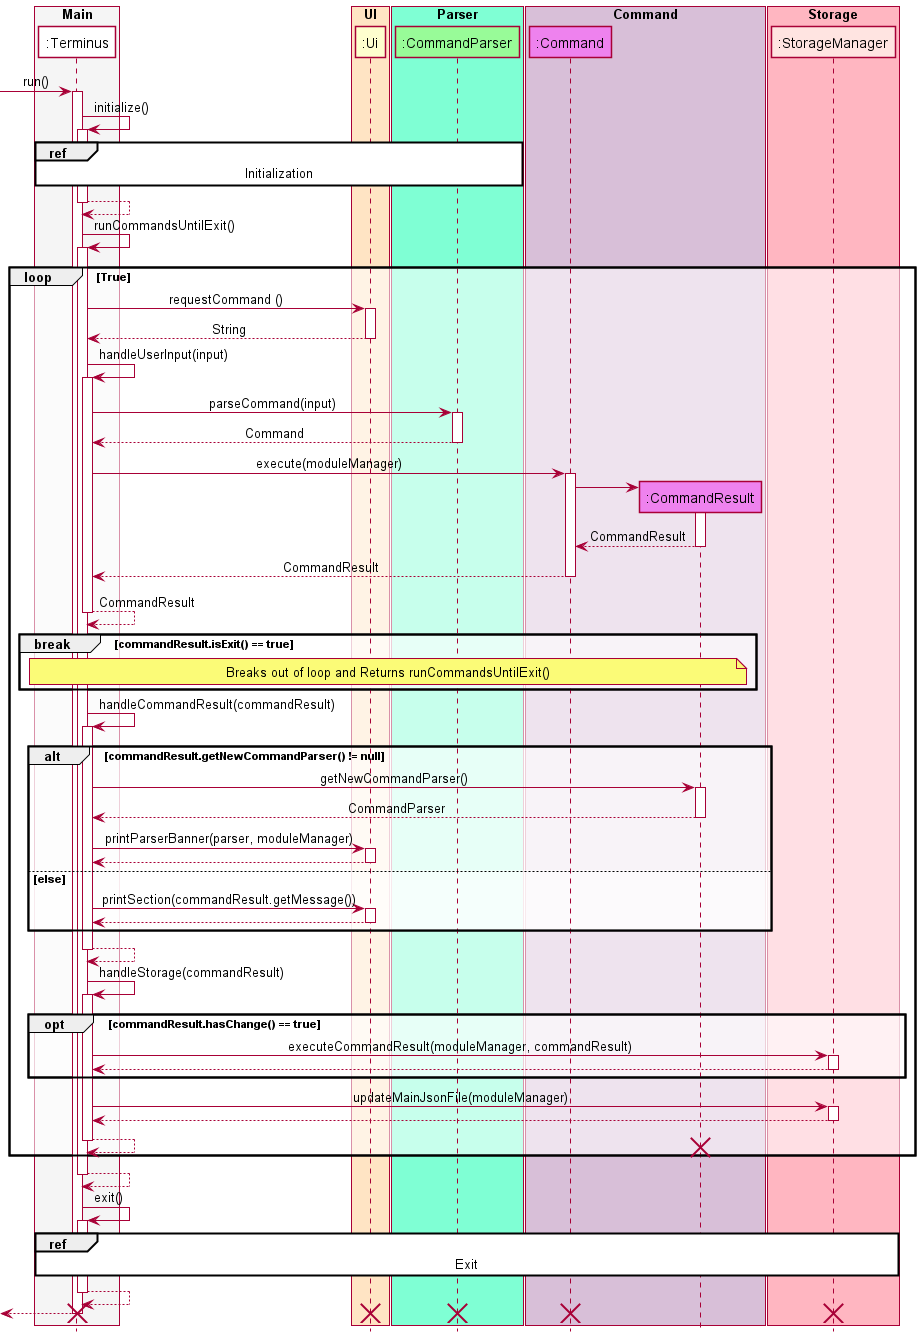 Main
UI
Parser
Command
Storage
:Terminus
:Ui
:CommandParser
:Command
:StorageManager
run()
initialize()
ref
Initialization
runCommandsUntilExit()
loop
[True]
requestCommand ()
String
handleUserInput(input)
parseCommand(input)
Command
execute(moduleManager)
:CommandResult
CommandResult
CommandResult
CommandResult
break
[commandResult.isExit() == true]
Breaks out of loop and Returns runCommandsUntilExit()
handleCommandResult(commandResult)
alt
[commandResult.getNewCommandParser() != null]
getNewCommandParser()
CommandParser
printParserBanner(parser, moduleManager)
[else]
printSection(commandResult.getMessage())
handleStorage(commandResult)
opt
[commandResult.hasChange() == true]
executeCommandResult(moduleManager, commandResult)
updateMainJsonFile(moduleManager)
exit()
ref
Exit